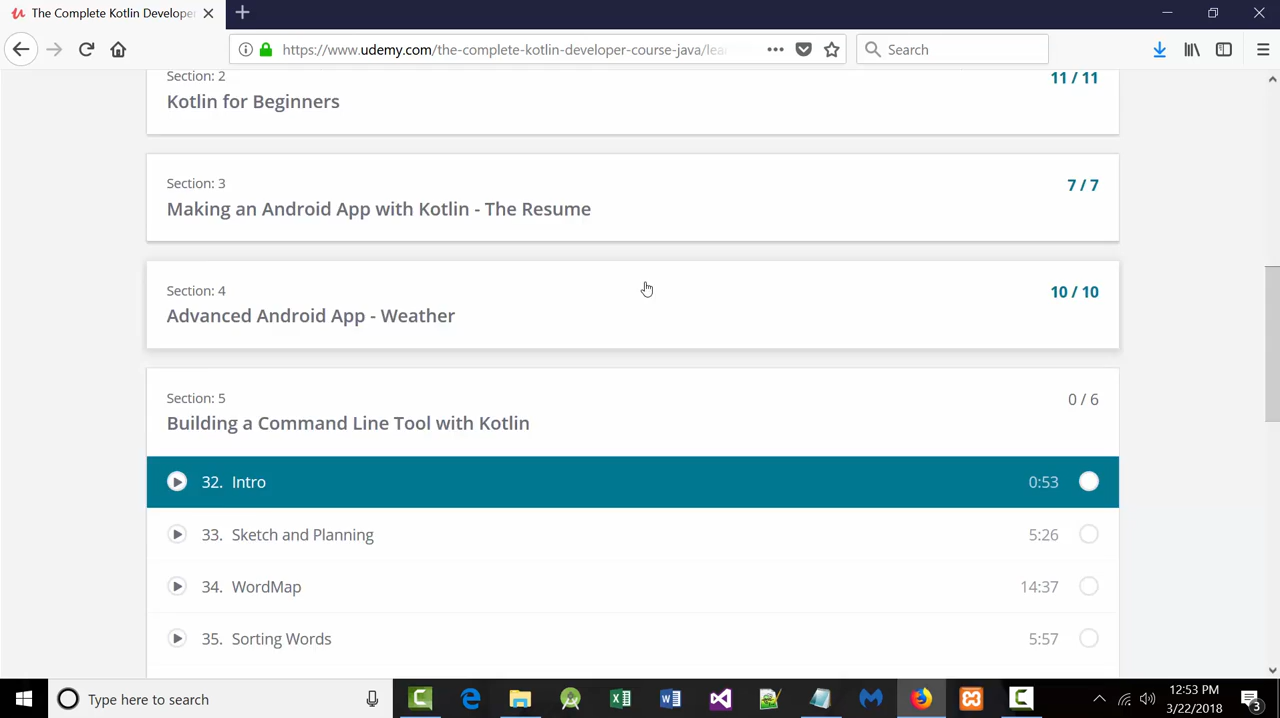 The Complete Kotlin Developer
https://www.udemy.com/the-complete-kotlin-developer-course-java/lea
Search
Section: 2
11 / 11
Kotlin for Beginners
Section: 3
7 / 7
Making an Android App with Kotlin - The Resume
Section: 4
10 / 10
Advanced Android App - Weather
Section: 5
0 / 6
Building a Command Line Tool with Kotlin
32. Intro 0:53
33. Sketch and Planning 5:26
34. WordMap 14:37
35. Sorting Words 5:57
Type here to search
12:53 PM
3/22/2018
3